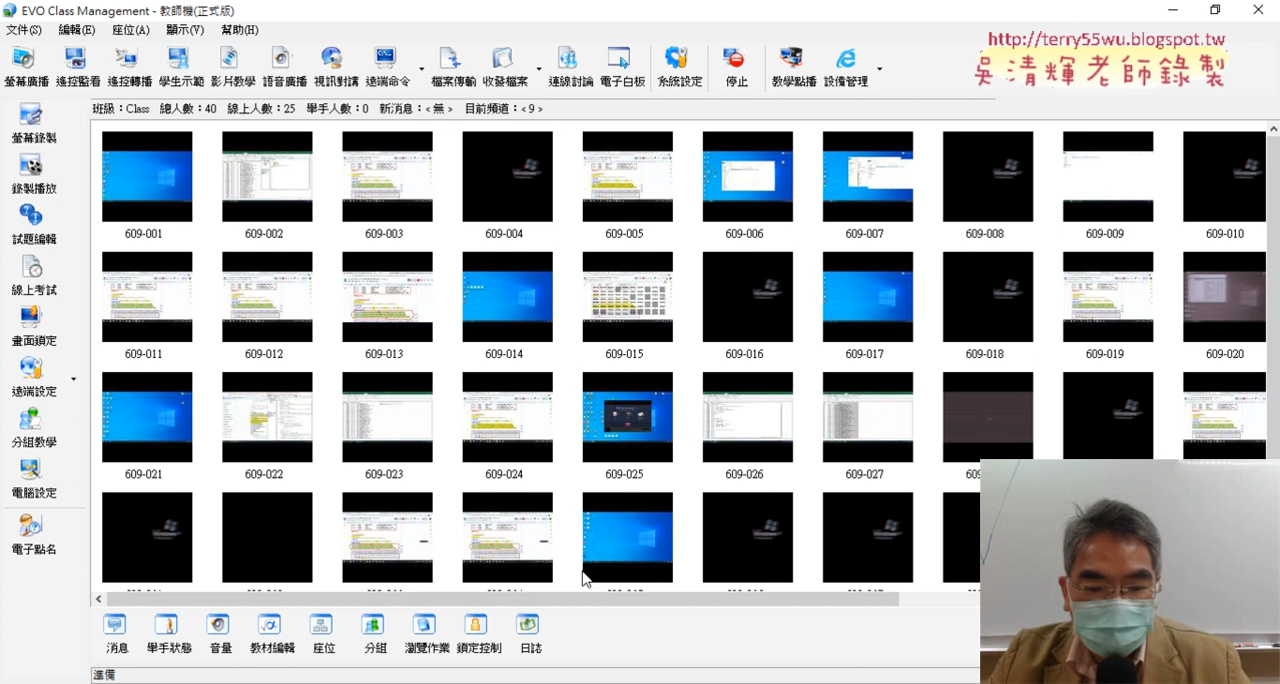 EVO Class Management - 教師機(正式版)
文件(S) 編輯(E) 座位(A) 顯示(V) 幫助(H)
http://terry55wu.blogspot.tw
吳清輝老師錄製
螢幕廣播 遙控監看 遙控轉播 學生示範 影片教學 語音廣播 視訊對講 遠端命令 檔案傳輸 收發檔案 連線討論 電子白板 系統設定 停止 教學點播 設備管理
班級：Class 總人數：40 線上人數：25 舉手人數：0 新消息：< 無 > 目前頻道：< 9 >
螢幕錄製
錄製播放
試題編輯
線上考試
畫面鎖定
遠端設定
分組教學
電腦設定
電子點名
609-001 609-002 609-003 609-004 609-005 609-006 609-007 609-008 609-009 609-010
609-011 609-012 609-013 609-014 609-015 609-016 609-017 609-018 609-019 609-020
609-021 609-022 609-023 609-024 609-025 609-026 609-027
消息 舉手狀態 音量 教材編輯 座位 分組 瀏覽作業 鎖定控制 日誌
準備